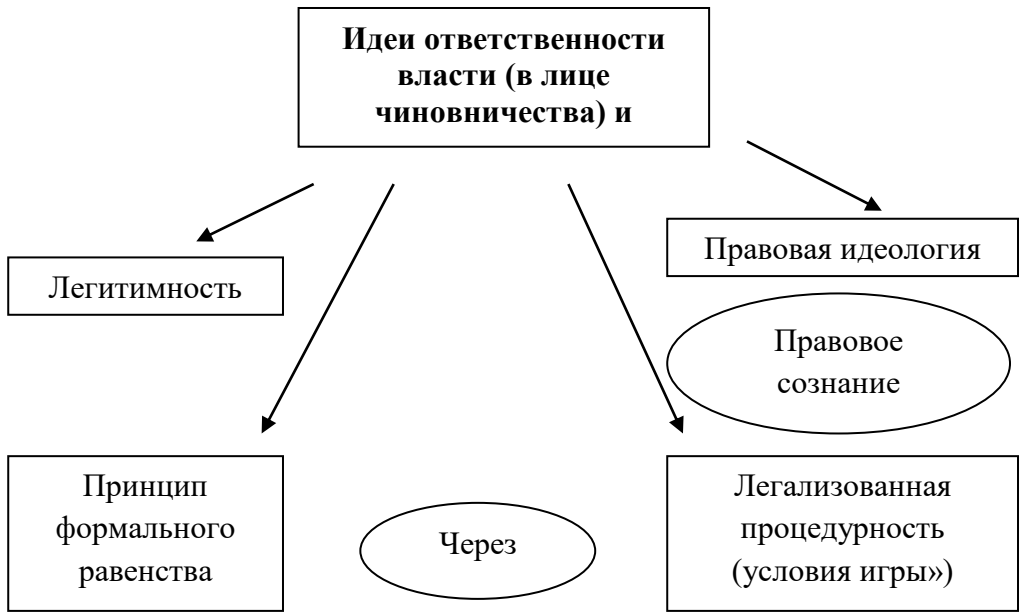 Идеи ответственности
власти (в лице
чиновничества) и
Правовая идеология
Легитимность
Правовое
сознание
Принцип
формального
равенства
Через
Легализованная
процедурность
(условия игры»)